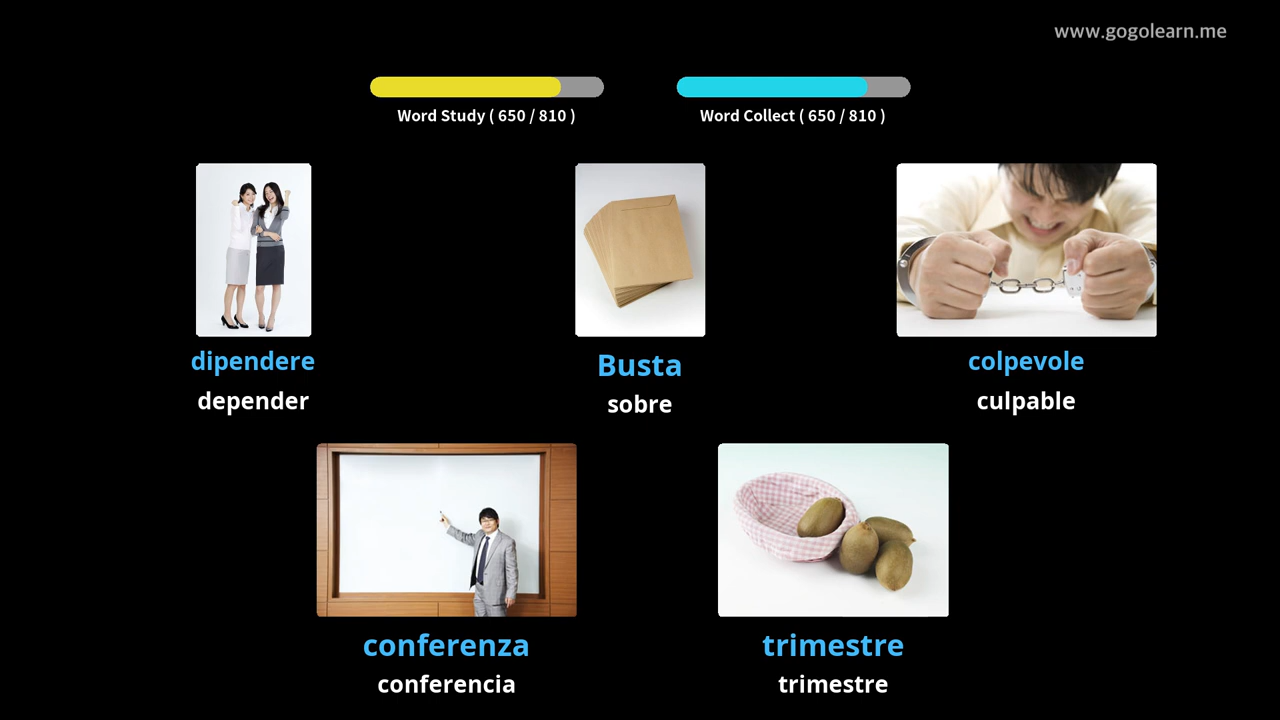 www.gogolearn.me
Word Study ( 650 / 810 )
Word Collect ( 650 / 810 )
dipendere
depender
Busta
sobre
colpevole
culpable
conferenza
conferencia
trimestre
trimestre